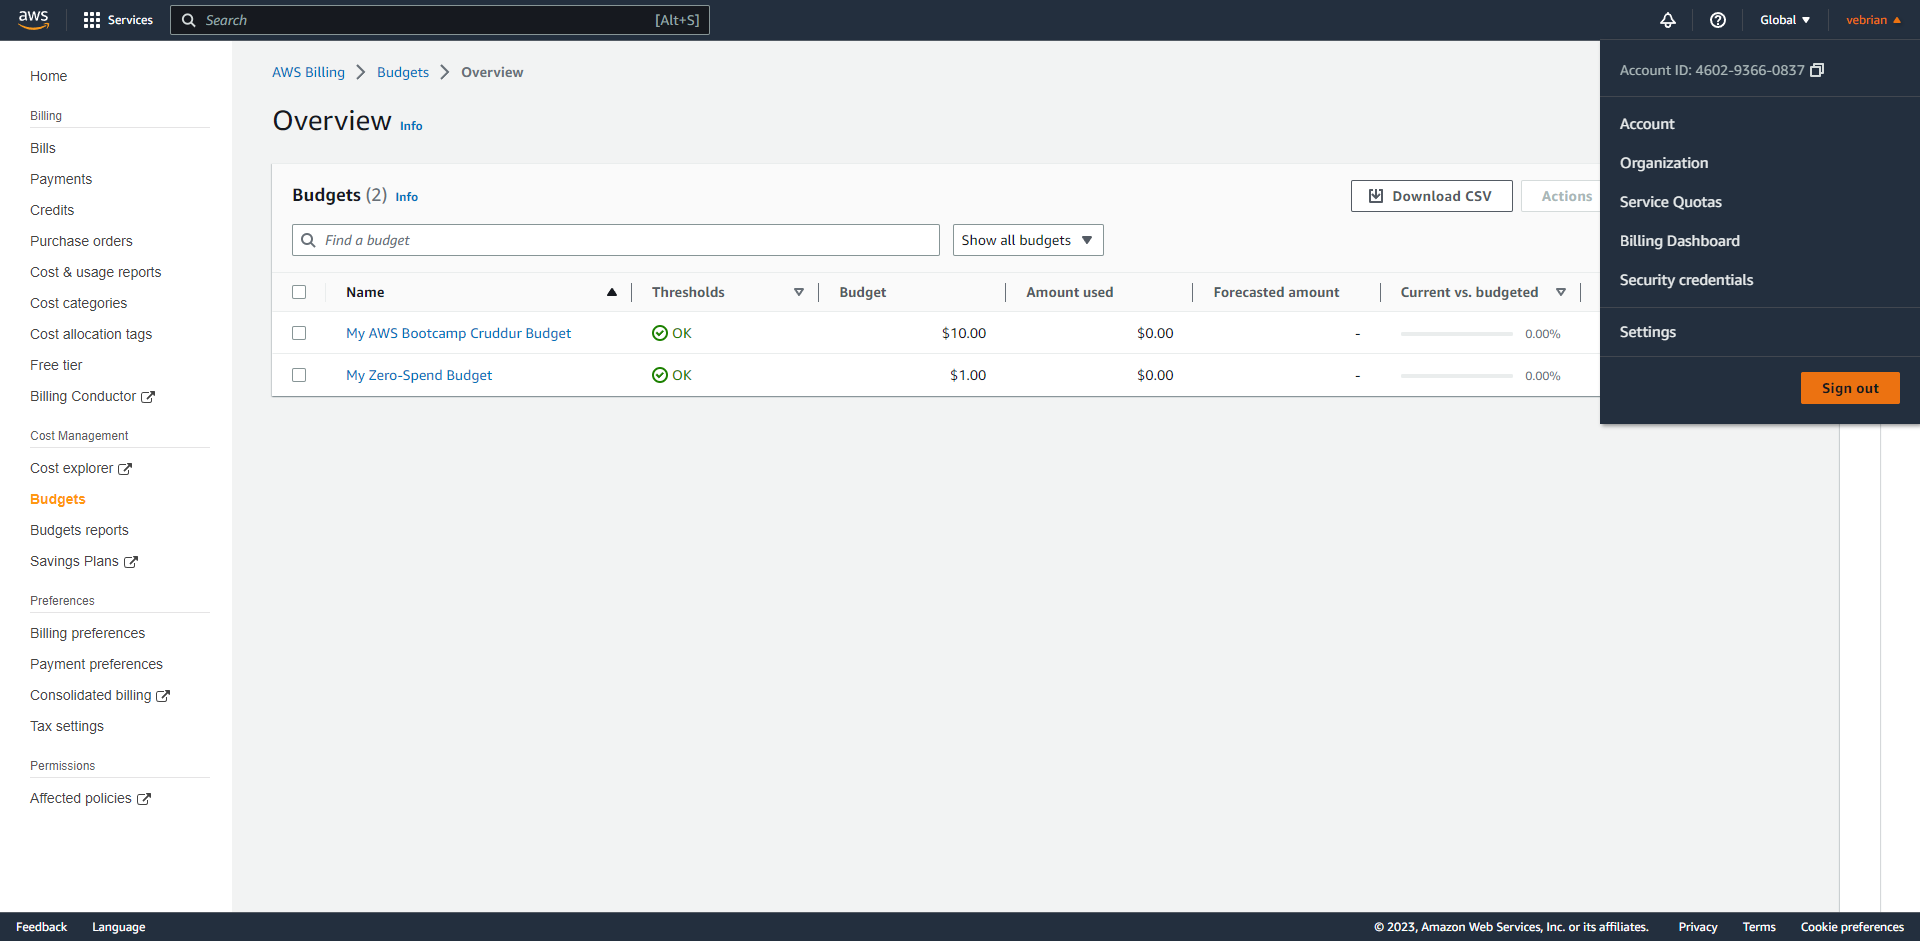 aws
Services
Search
[Alt+S]
Global
vebrian
Account ID: 4602-9366-0837
Account
Organization
Service Quotas
Billing Dashboard
Security credentials
Settings
Sign out
Home
Billing
Bills
Payments
Credits
Purchase orders
Cost & usage reports
Cost categories
Cost allocation tags
Free tier
Billing Conductor
Cost Management
Cost explorer
Budgets
Budgets reports
Savings Plans
Preferences
Billing preferences
Payment preferences
Consolidated billing
Tax settings
Permissions
Affected policies
AWS Billing > Budgets > Overview
Overview Info
Budgets (2) Info
Download CSV
Actions
Find a budget
Show all budgets
Name Thresholds Budget Amount used Forecasted amount Current vs. budgeted
My AWS Bootcamp Cruddur Budget OK $10.00 $0.00 - 0.00%
My Zero-Spend Budget OK $1.00 $0.00 - 0.00%
Feedback Language © 2023, Amazon Web Services, Inc. or its affiliates. Privacy Terms Cookie preferences